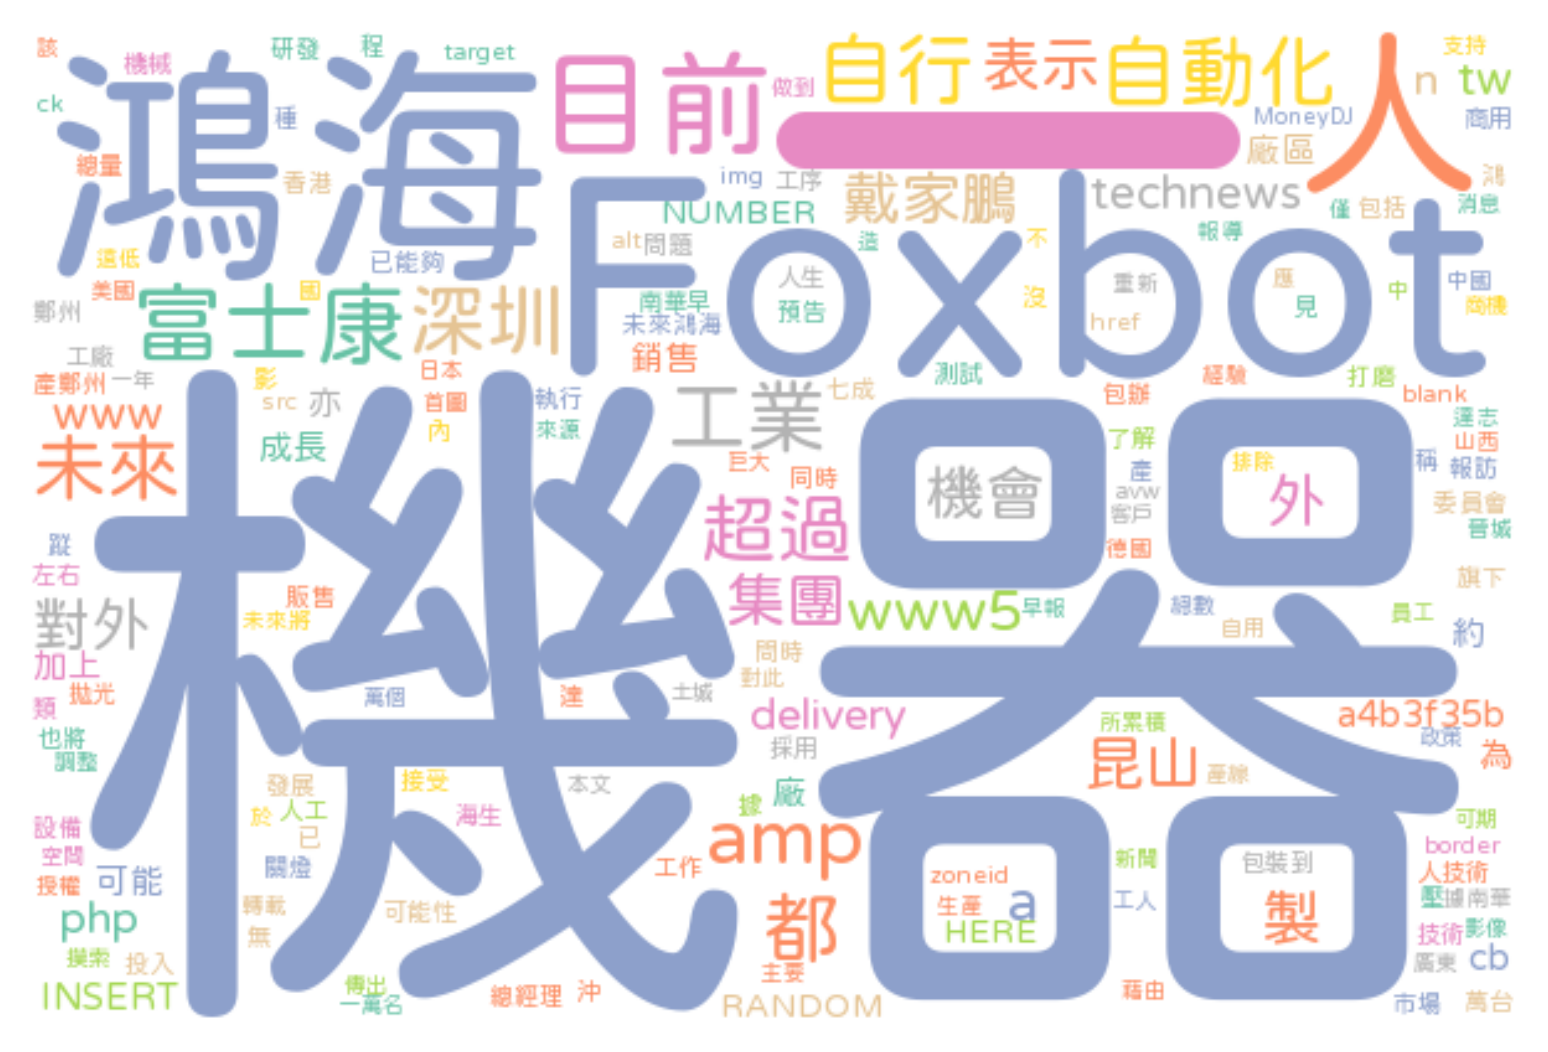 該
機械
研發
程
target
目前
做到
自行
表示
自動化
人
支持
n
tw
ck
鴻海
種
一
MoneyDJ
商用
廠區
總量
香港
img
工序
戴家鵬
technews
鴻
NUMBER
僅
包括
消息
遠低
已能夠
alt
問題
造
Foxbot
不
報導
美國
國
富士康
深圳
人生
重新
應
中國
鄭州
南華早
預告
沒
見
中
商機
未來鴻海
href
工廠
銷售
產鄭州
一年
影
日本
七成
測試
經驗
打磨
www
src
亦
首圖
執行
工業
包辦
blank
未來
成長
內
來源
了解
達志
山西
巨大
同時
機會
產
排除
稱
報訪
avw
外
委員會
客戶
超過
晉城
蹤
德國
左右
販售
集團
旗下
對外
未來將
www5
早報
總數
員工
自用
約
加上
同時
機器
拋光
萬個
達
土城
對此
類
delivery
所累積
a4b3f35b
也將
採用
政策
調整
昆山
產線
為
發展
接受
本文
據
廠
於
人工
海生
設備
已
amp
可期
空間
關燈
工作
新聞
包裝到
border
授權
可能
zoneid
人技術
轉載
可能性
生產
a
工人
製
壓
據南華
php
無
都
HERE
技術
影像
摸索
投入
主要
廣東
cb
INSERT
傳出
一萬名
總經理
沖
RANDOM
藉由
市場
萬台